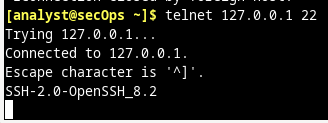 [analyst@secOps ~]$ telnet 127.0.0.1 22
Trying 127.0.0.1...
Connected to 127.0.0.1.
Escape character is '^]'.
SSH-2.0-OpenSSH_8.2